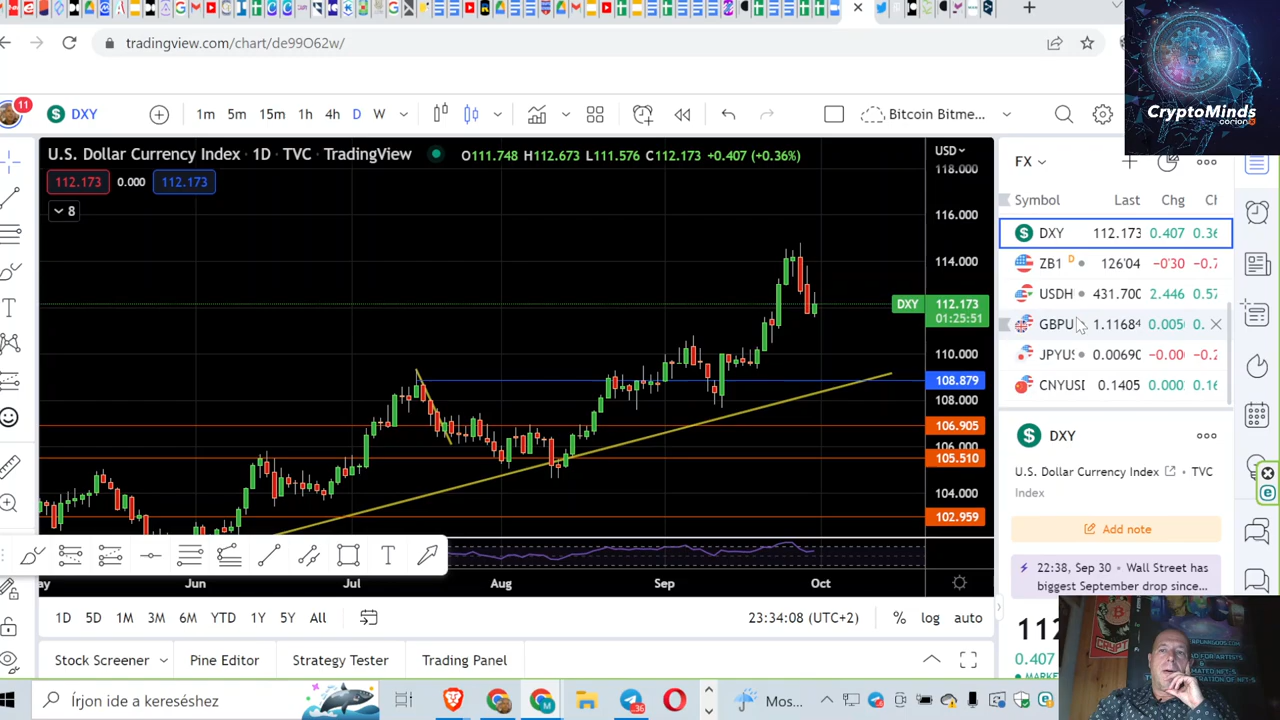 tradingview.com/chart/de99O62w/
CryptoMinds
11
DXY
1m 5m 15m 1h 4h D W
Bitcoin Bitme...
U.S. Dollar Currency Index · 1D · TVC · TradingView
O111.748 H112.673 L111.576 C112.173 +0.407 (+0.36%)
USD
112.173 0.000 112.173
8
118.000
116.000
114.000
DXY 112.173
01:25:51
110.000
108.879
108.000
106.905
106.000
105.510
104.000
102.959
Jun Jul Aug Sep Oct
FX
Symbol Last Chg
DXY 112.173 0.407 0.36
ZB1 D 126'04 −0'30 −0.7
USDH 431.700 2.446 0.57
GBPU 1.11684 0.005 0.
JPYUS 0.00690 −0.00 −0.2
CNYUSD 0.1405 0.000 0.16
DXY
U.S. Dollar Currency Index • TVC
Index
Add note
22:38, Sep 30 • Wall Street has
biggest September drop since...
112
0.407
1D 5D 1M 3M 6M YTD 1Y 5Y All
23:34:08 (UTC+2) % log auto
Stock Screener Pine Editor Strategy Tester Trading Panel
Írjon ide a kereséshez
36
Mos...